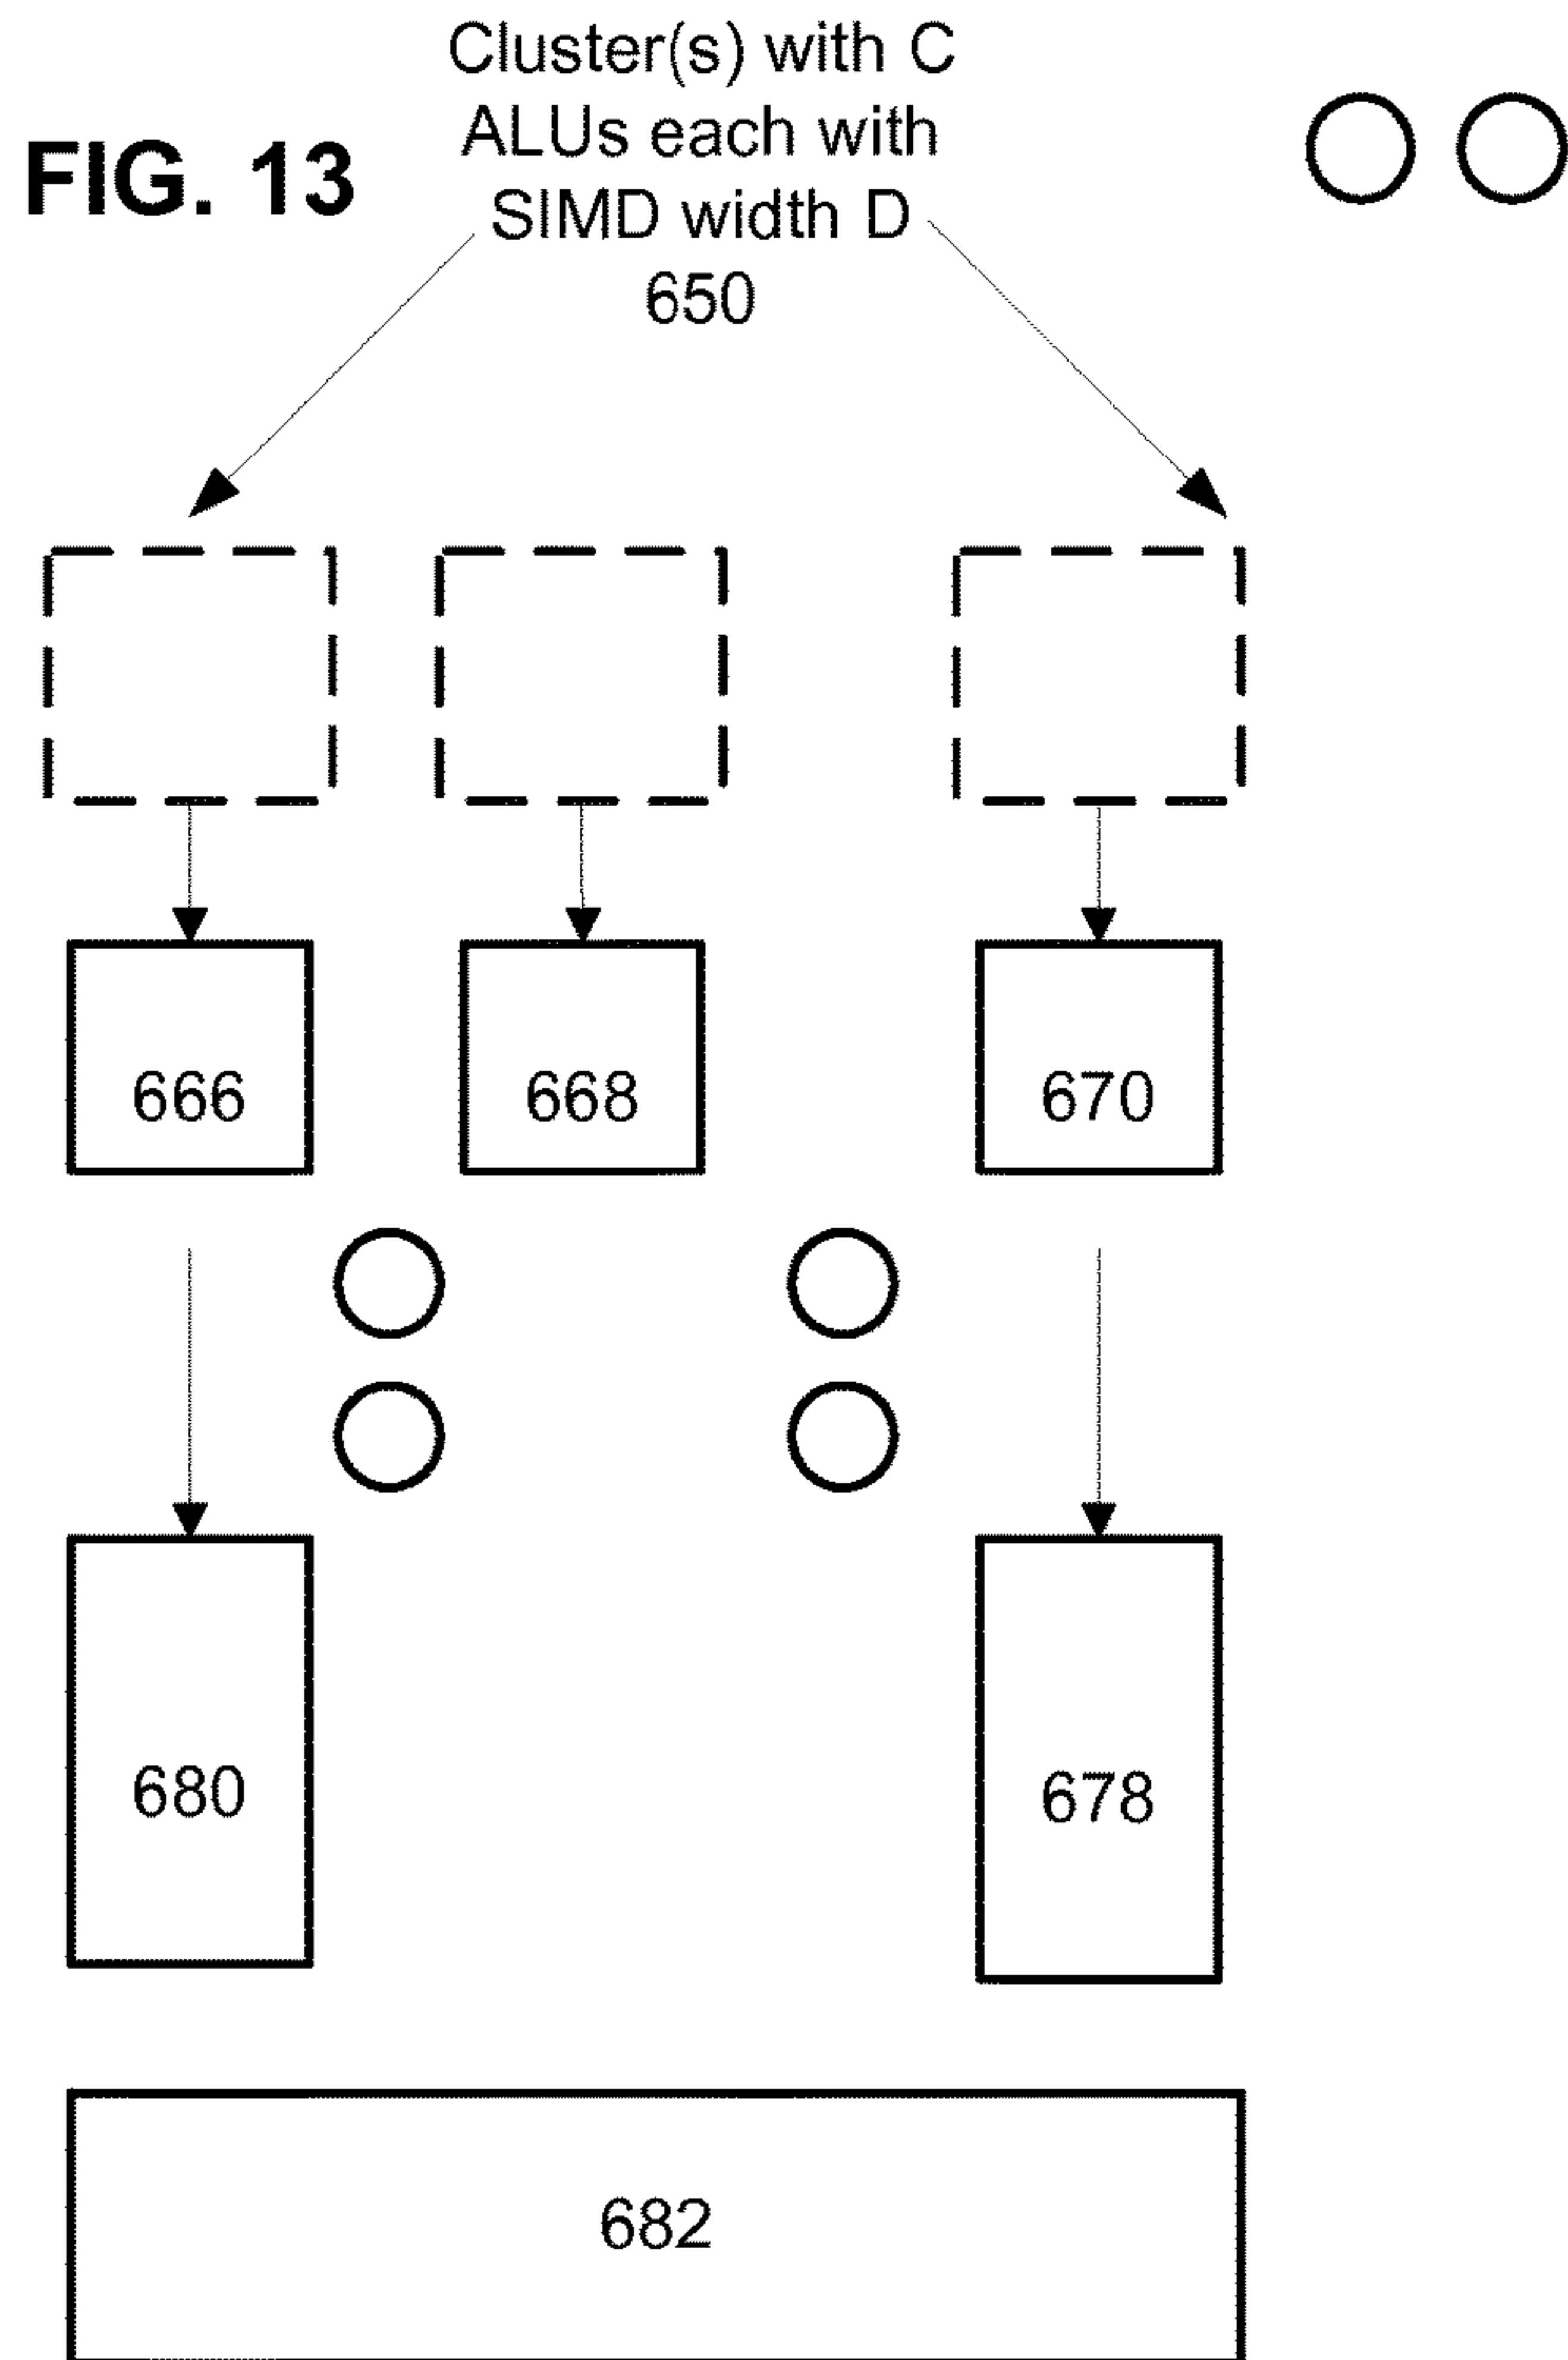 FIG. 13
Cluster(s) with C
ALUs each with
SIMD width D
650
666 668 670
680 678
682